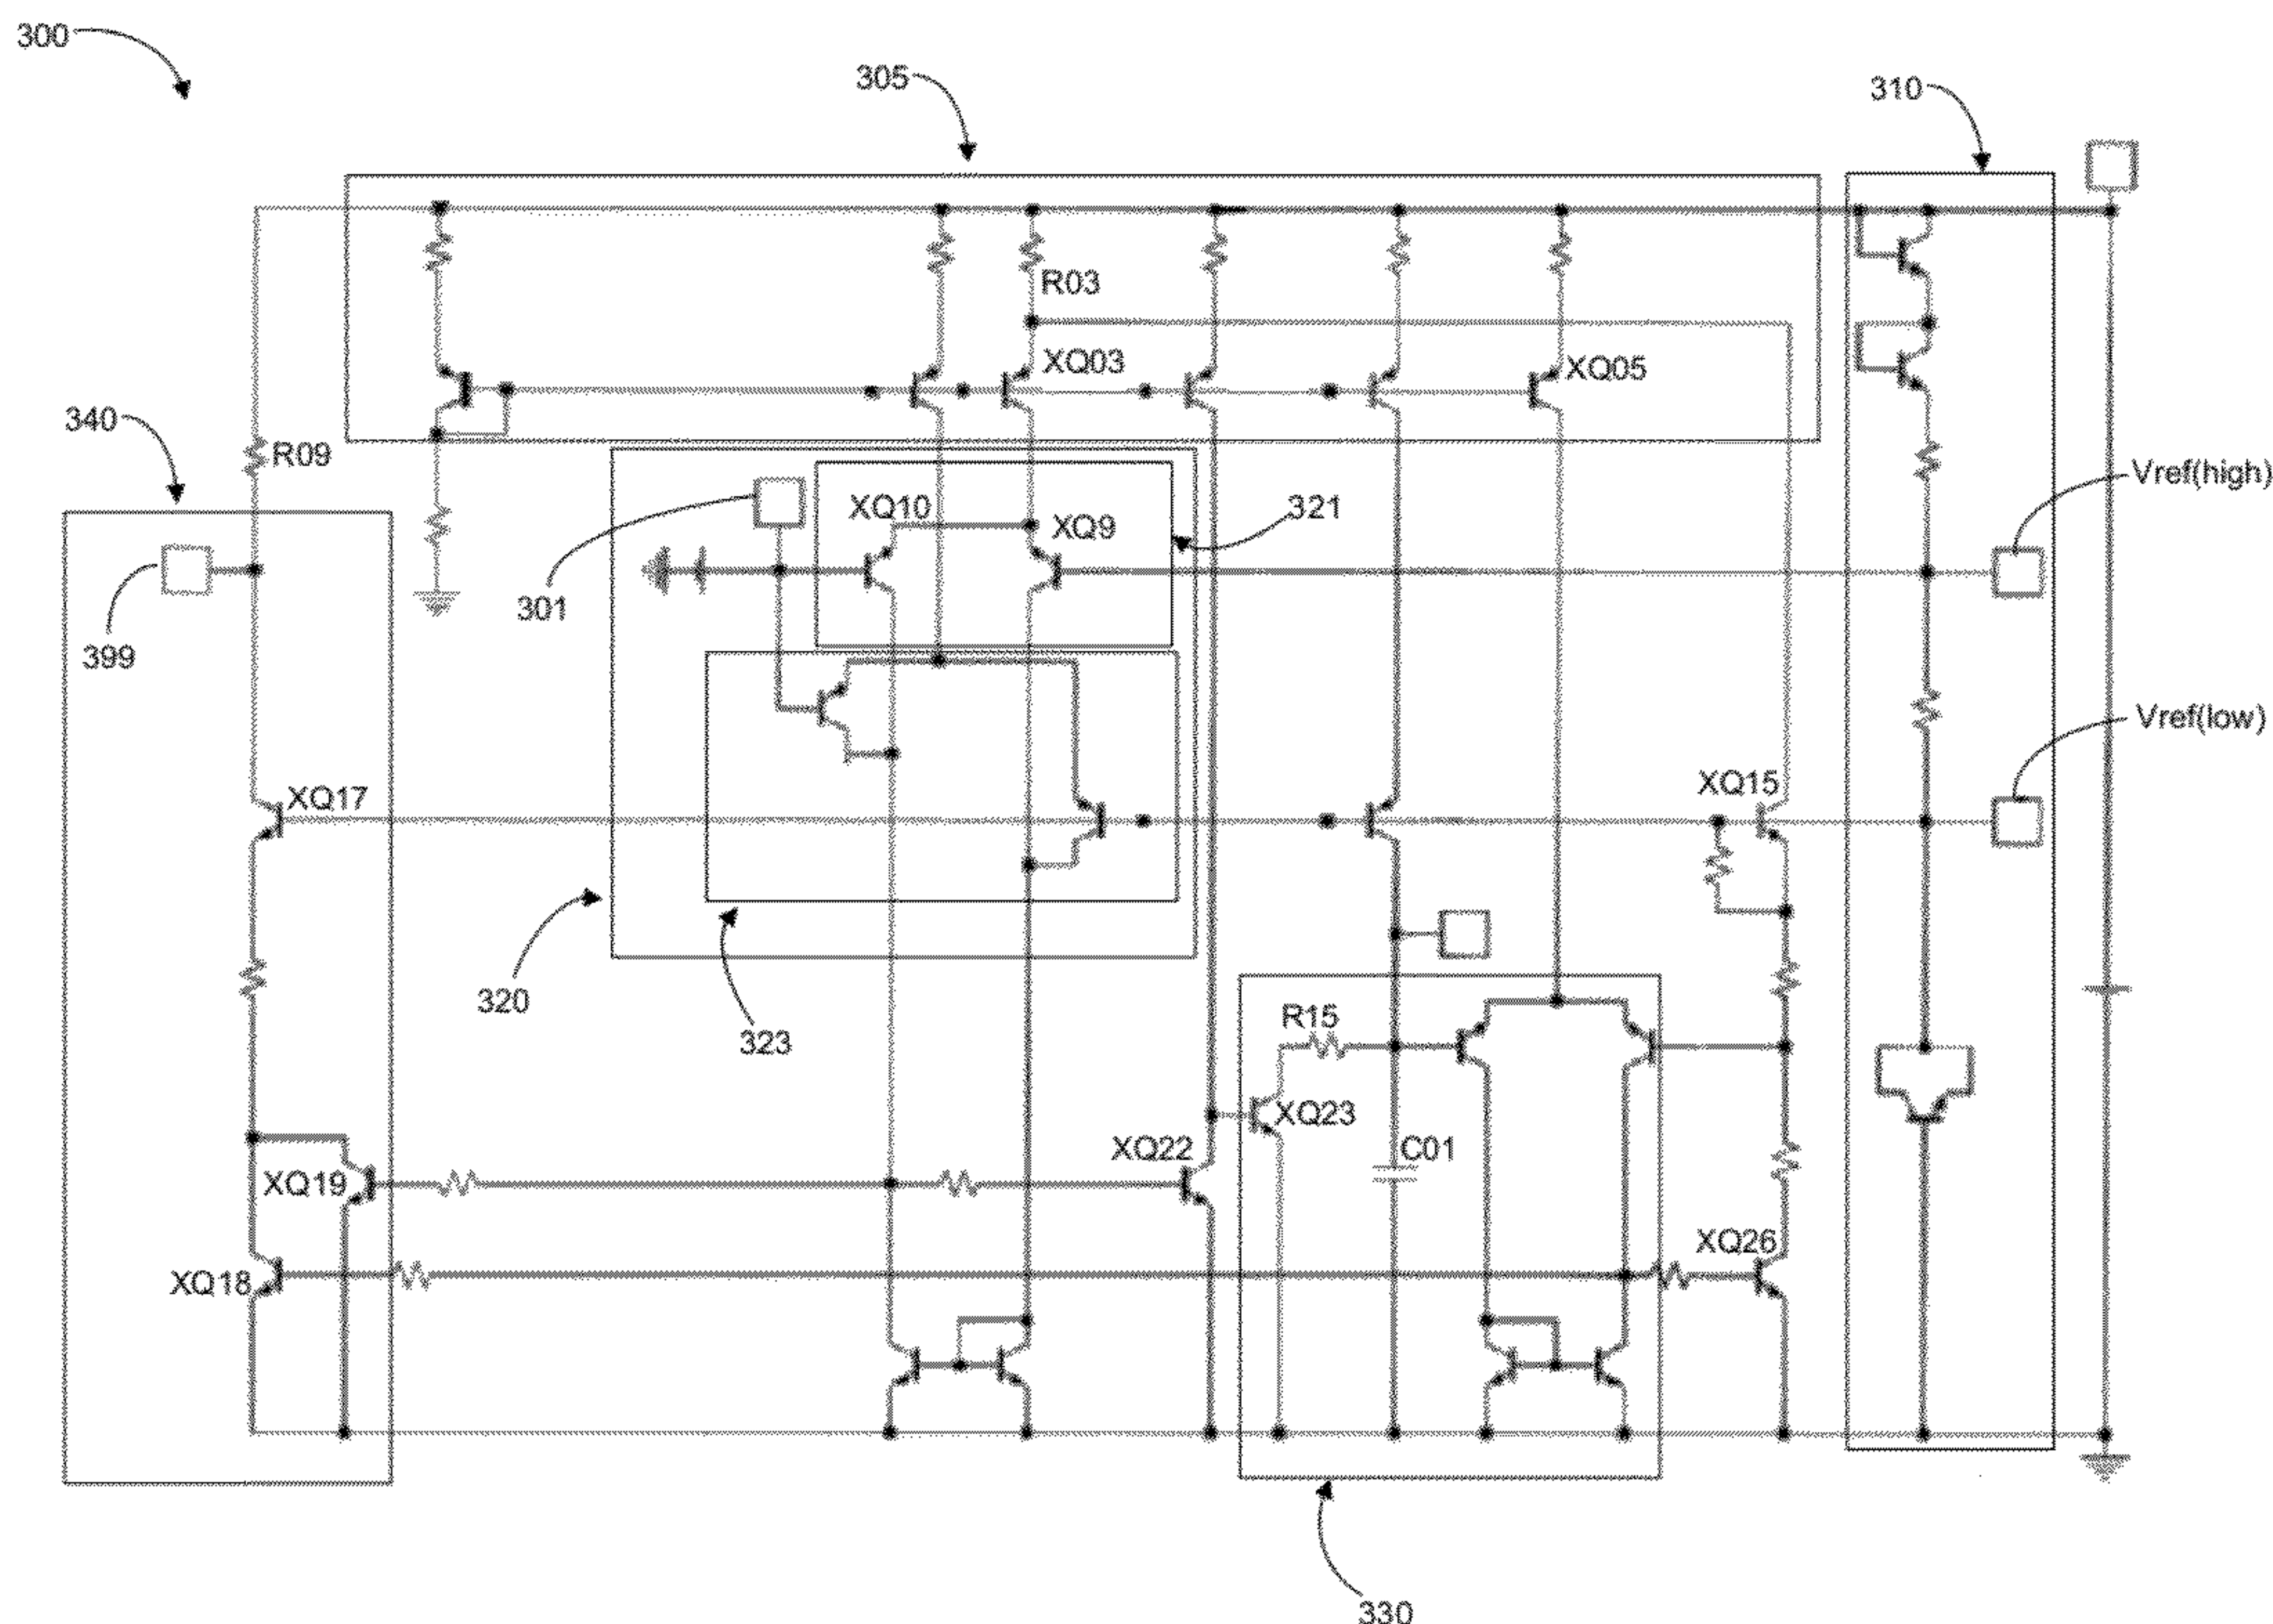 300
305
310
R03
XQ03
XQ05
340
R09
Vref(high)
XQ10
321
XQ9
301
399
Vref(low)
XQ15
XQ17
320
R15
323
XQ23
XQ22
C01
XQ19
XQ26
XQ18
330